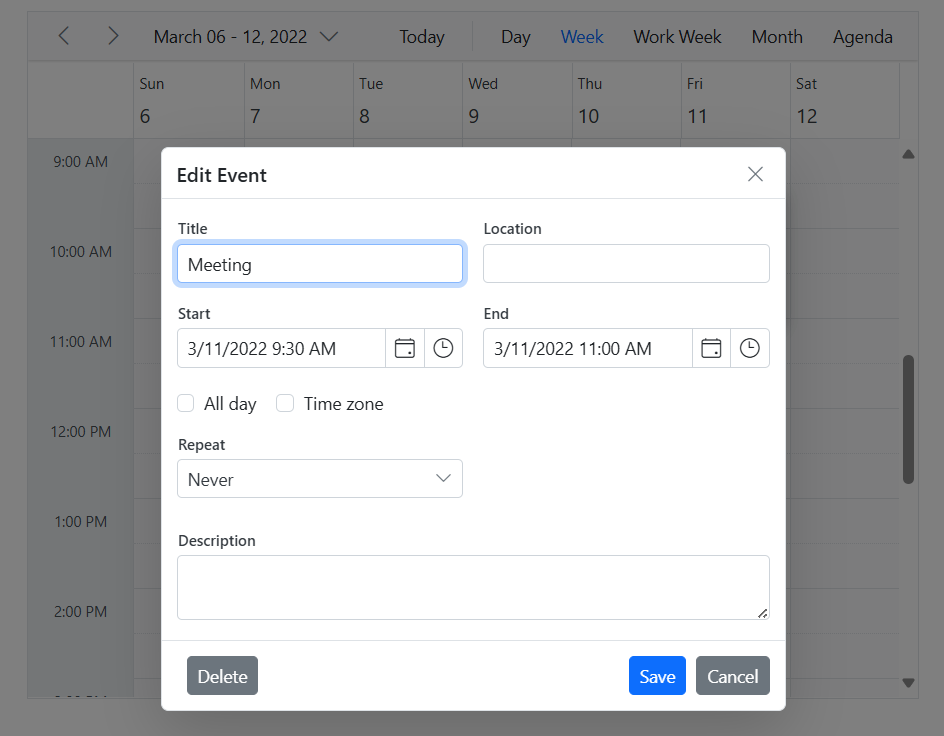 March 06 - 12, 2022 Today Day Week Work Week Month Agenda
Sun Mon Tue Wed Thu Fri Sat
6 7 8 9 10 11 12
9:00 AM
Edit Event
Title Location
10:00 AM
Meeting
Start End
11:00 AM
3/11/2022 9:30 AM 3/11/2022 11:00 AM
All day Time zone
12:00 PM
Repeat
Never
1:00 PM
Description
2:00 PM
Delete Save Cancel